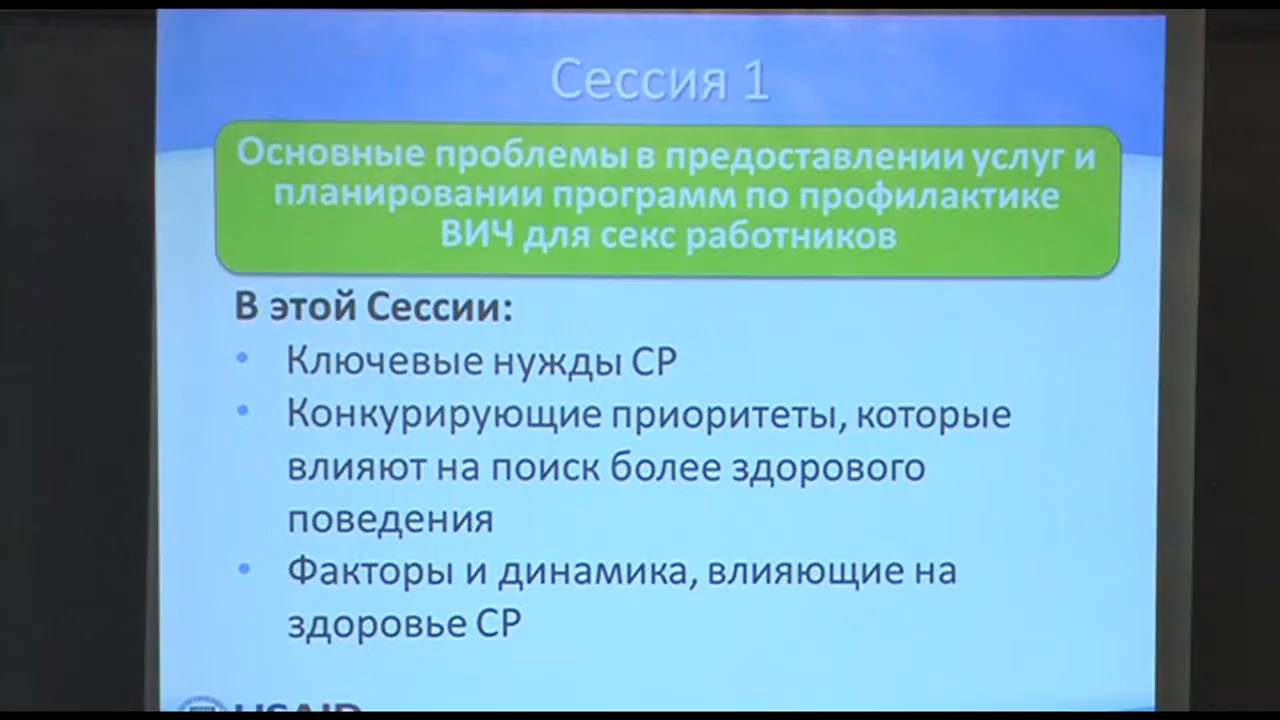 Сессия 1
Основные проблемы в предоставлении услуг и
планировании программ по профилактике
ВИЧ для секс работников
В этой Сессии:
• Ключевые нужды СР
• Конкурирующие приоритеты, которые
влияют на поиск более здорового
поведения
• Факторы и динамика, влияющие на
здоровье СР
USAID